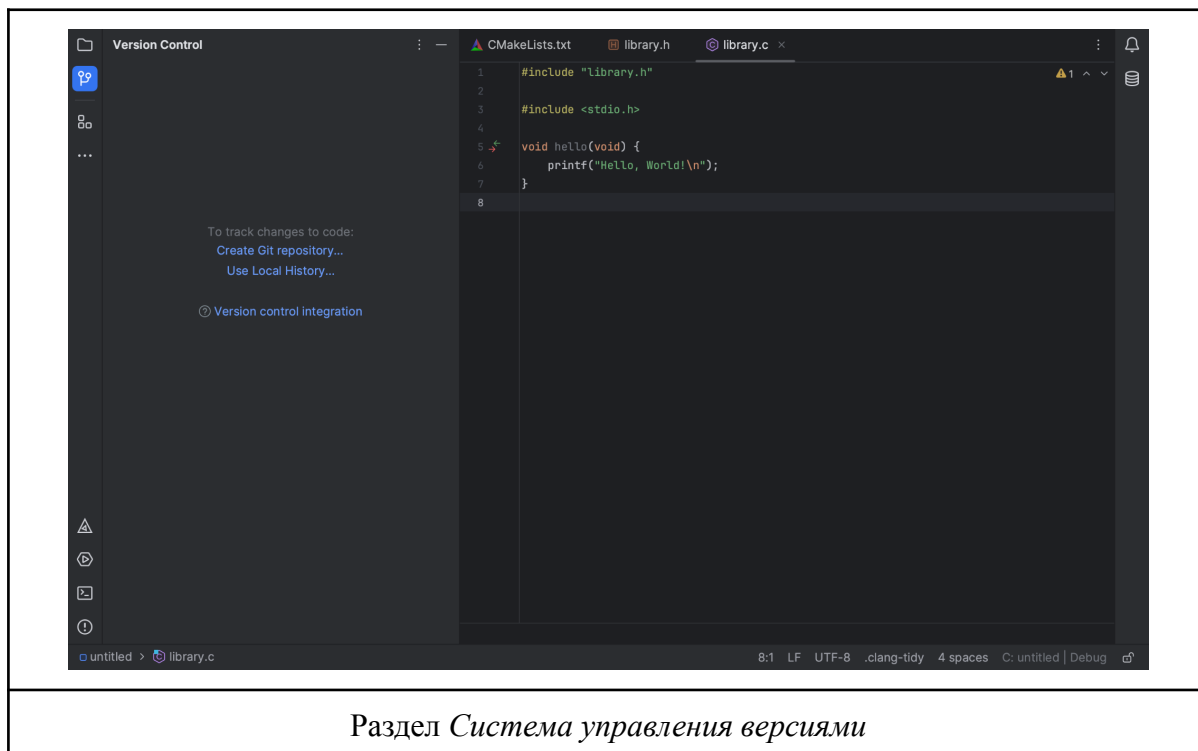 Version Control
CMakeLists.txt library.h library.c
1 #include "library.h"
1
2
3 #include <stdio.h>
4
5 void hello(void) {
6 printf("Hello, World!\n");
7 }
8
To track changes to code:
Create Git repository...
Use Local History...
Version control integration
untitled > library.c
8:1 LF UTF-8 .clang-tidy 4 spaces C: untitled | Debug
Раздел Система управления версиями